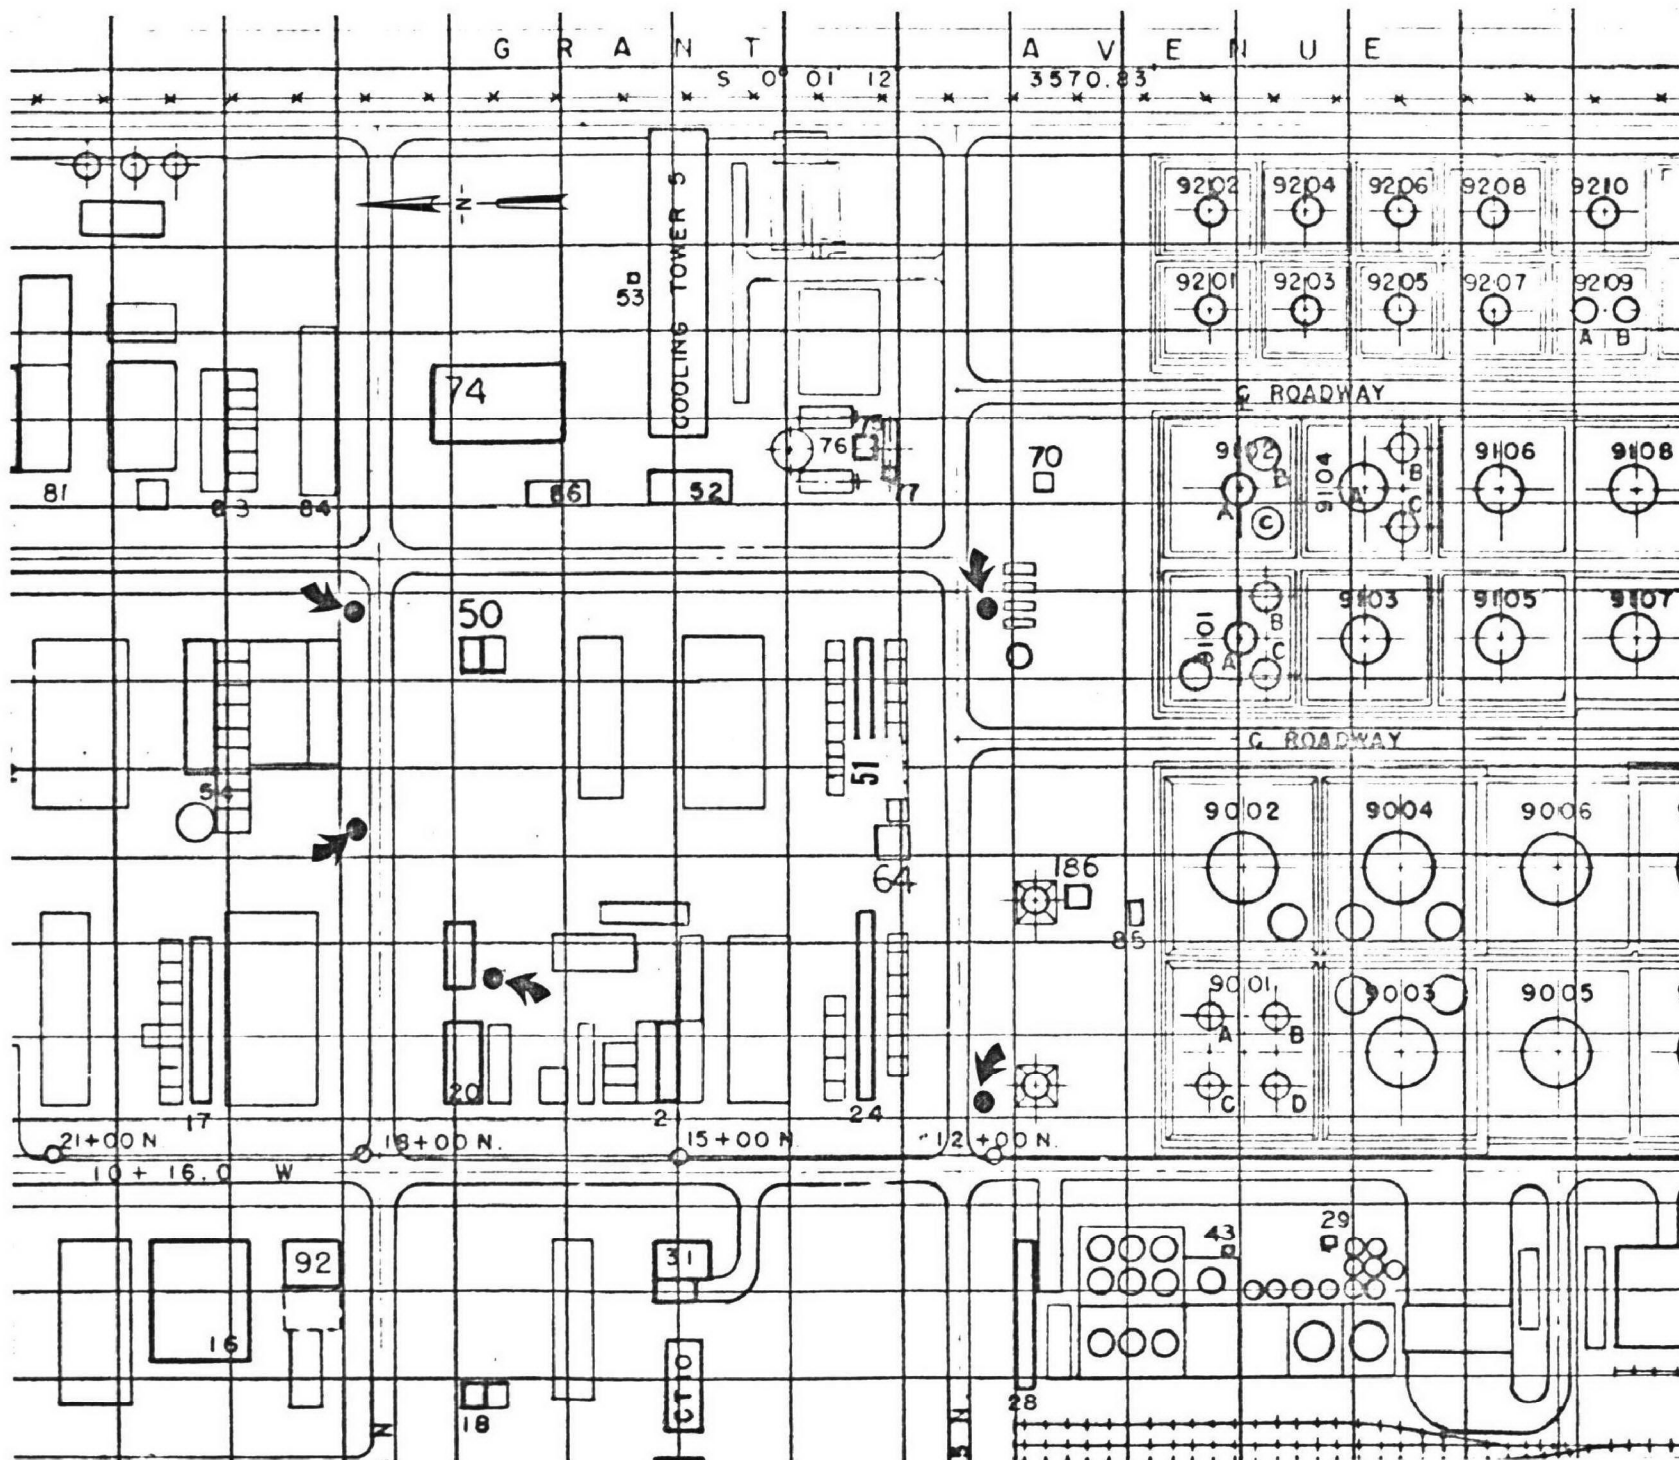 GRANT AVENUE
S 0° 01' 12 3570.83
9202 9204 9206 9208 9210
N
COOLING TOWER 5
53
9201 9203 9205 9207 9209
A B
74
℄ ROADWAY
76
81 84 66 52 77
70
9102 B A C
9104 A B C
9106 9108
50
9101 A B C
9103 9105 9107
℄ ROADWAY
54
51
64
186
85
9002 9004 9006
9001 9003 9005
A B
C D
17 20 2 24
21+00 N 18+00 N. 15+00 N 12+00 N.
10 + 16.0 W
92 31 43 29
16
CT 10
18 28
N
N.